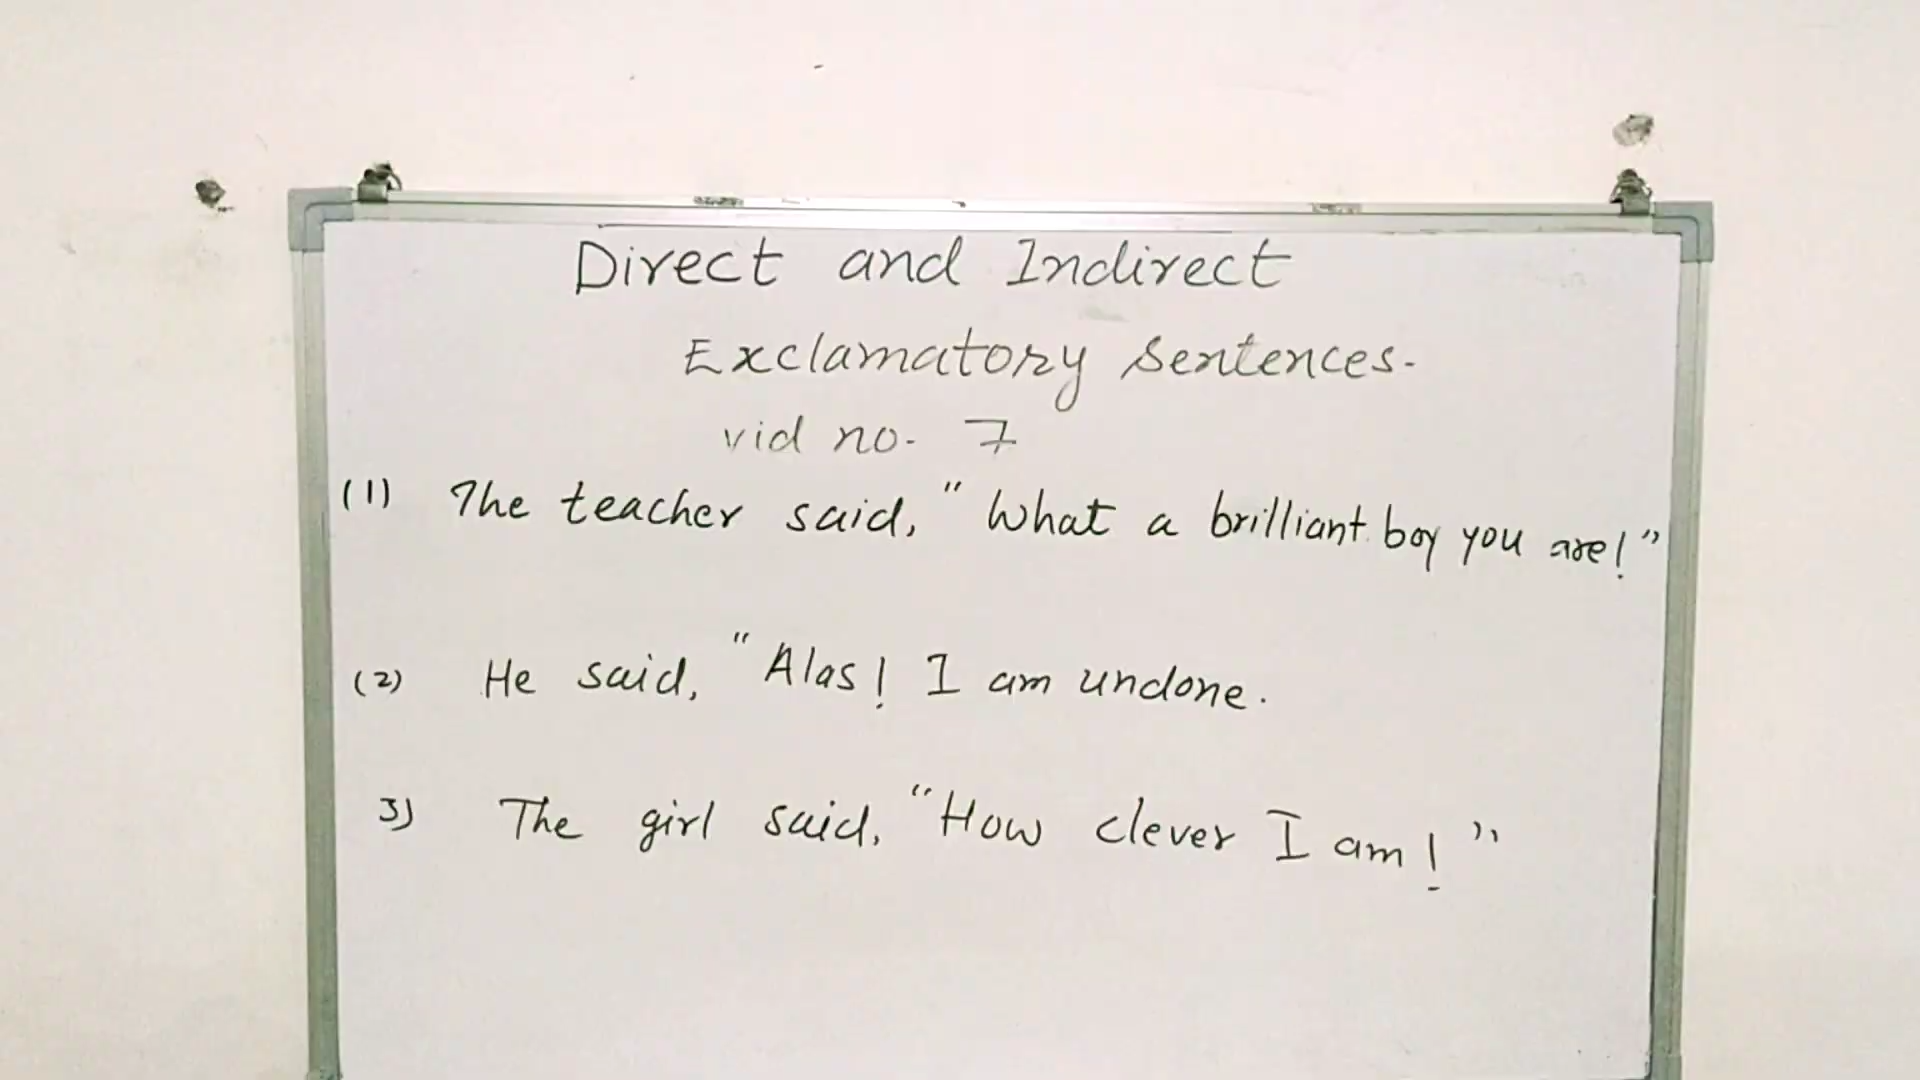 Direct and Indirect
Exclamatory Sentences.
vid no. 7
(1) The teacher said, "What a brilliant boy you are!"
(2) He said, "Alas! I am undone.
3) The girl said, "How clever I am!"